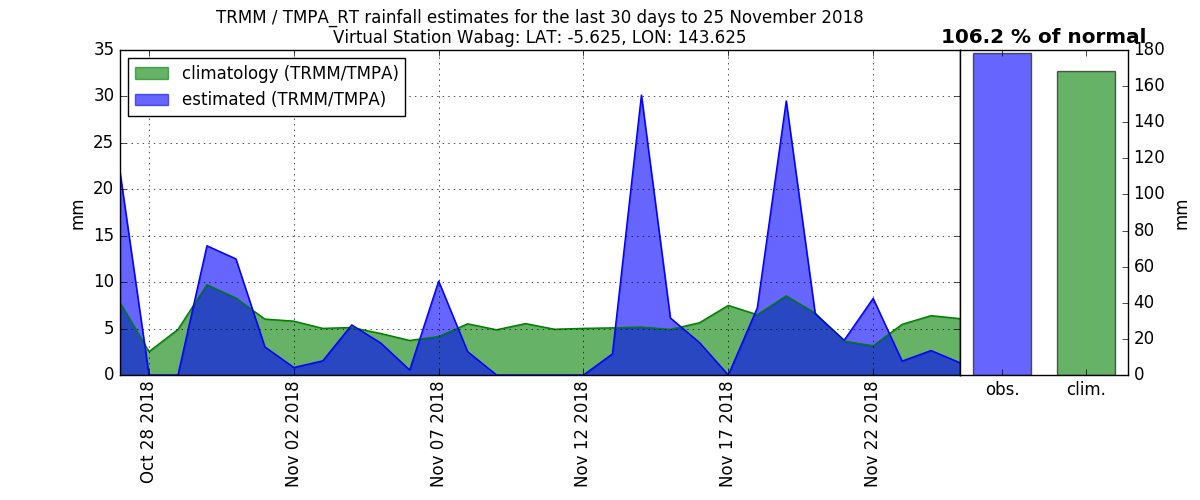 TRMM / TMPA_RT rainfall estimates for the last 30 days to 25 November 2018
Virtual Station Wabag: LAT: -5.625, LON: 143.625
106.2 % of normal
climatology (TRMM/TMPA)
estimated (TRMM/TMPA)
mm
35
30
25
20
15
10
5
0
Oct 28 2018
Nov 02 2018
Nov 07 2018
Nov 12 2018
Nov 17 2018
Nov 22 2018
obs.
clim.
180
160
140
120
100
80
60
40
20
0
mm